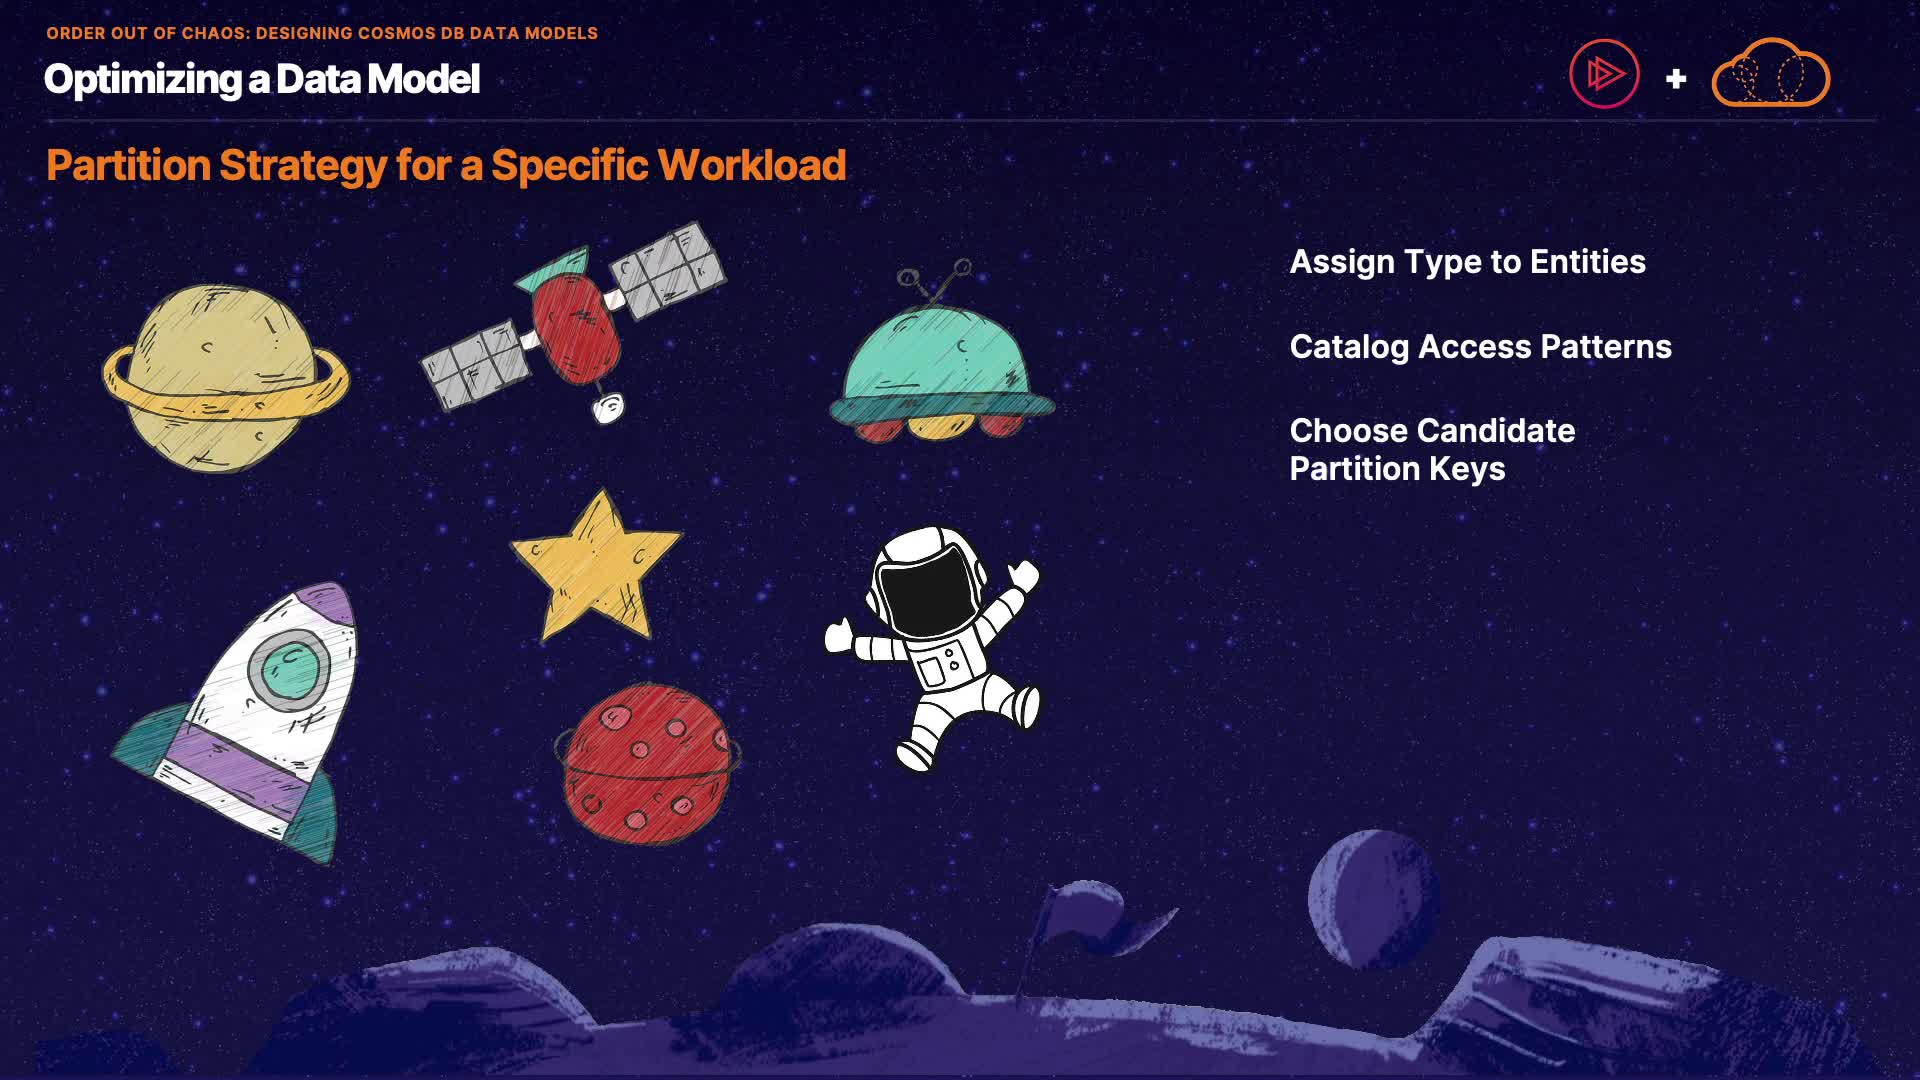 ORDER OUT OF CHAOS: DESIGNING COSMOS DB DATA MODELS
Optimizing a Data Model
+
Partition Strategy for a Specific Workload
Assign Type to Entities
Catalog Access Patterns
Choose Candidate
Partition Keys